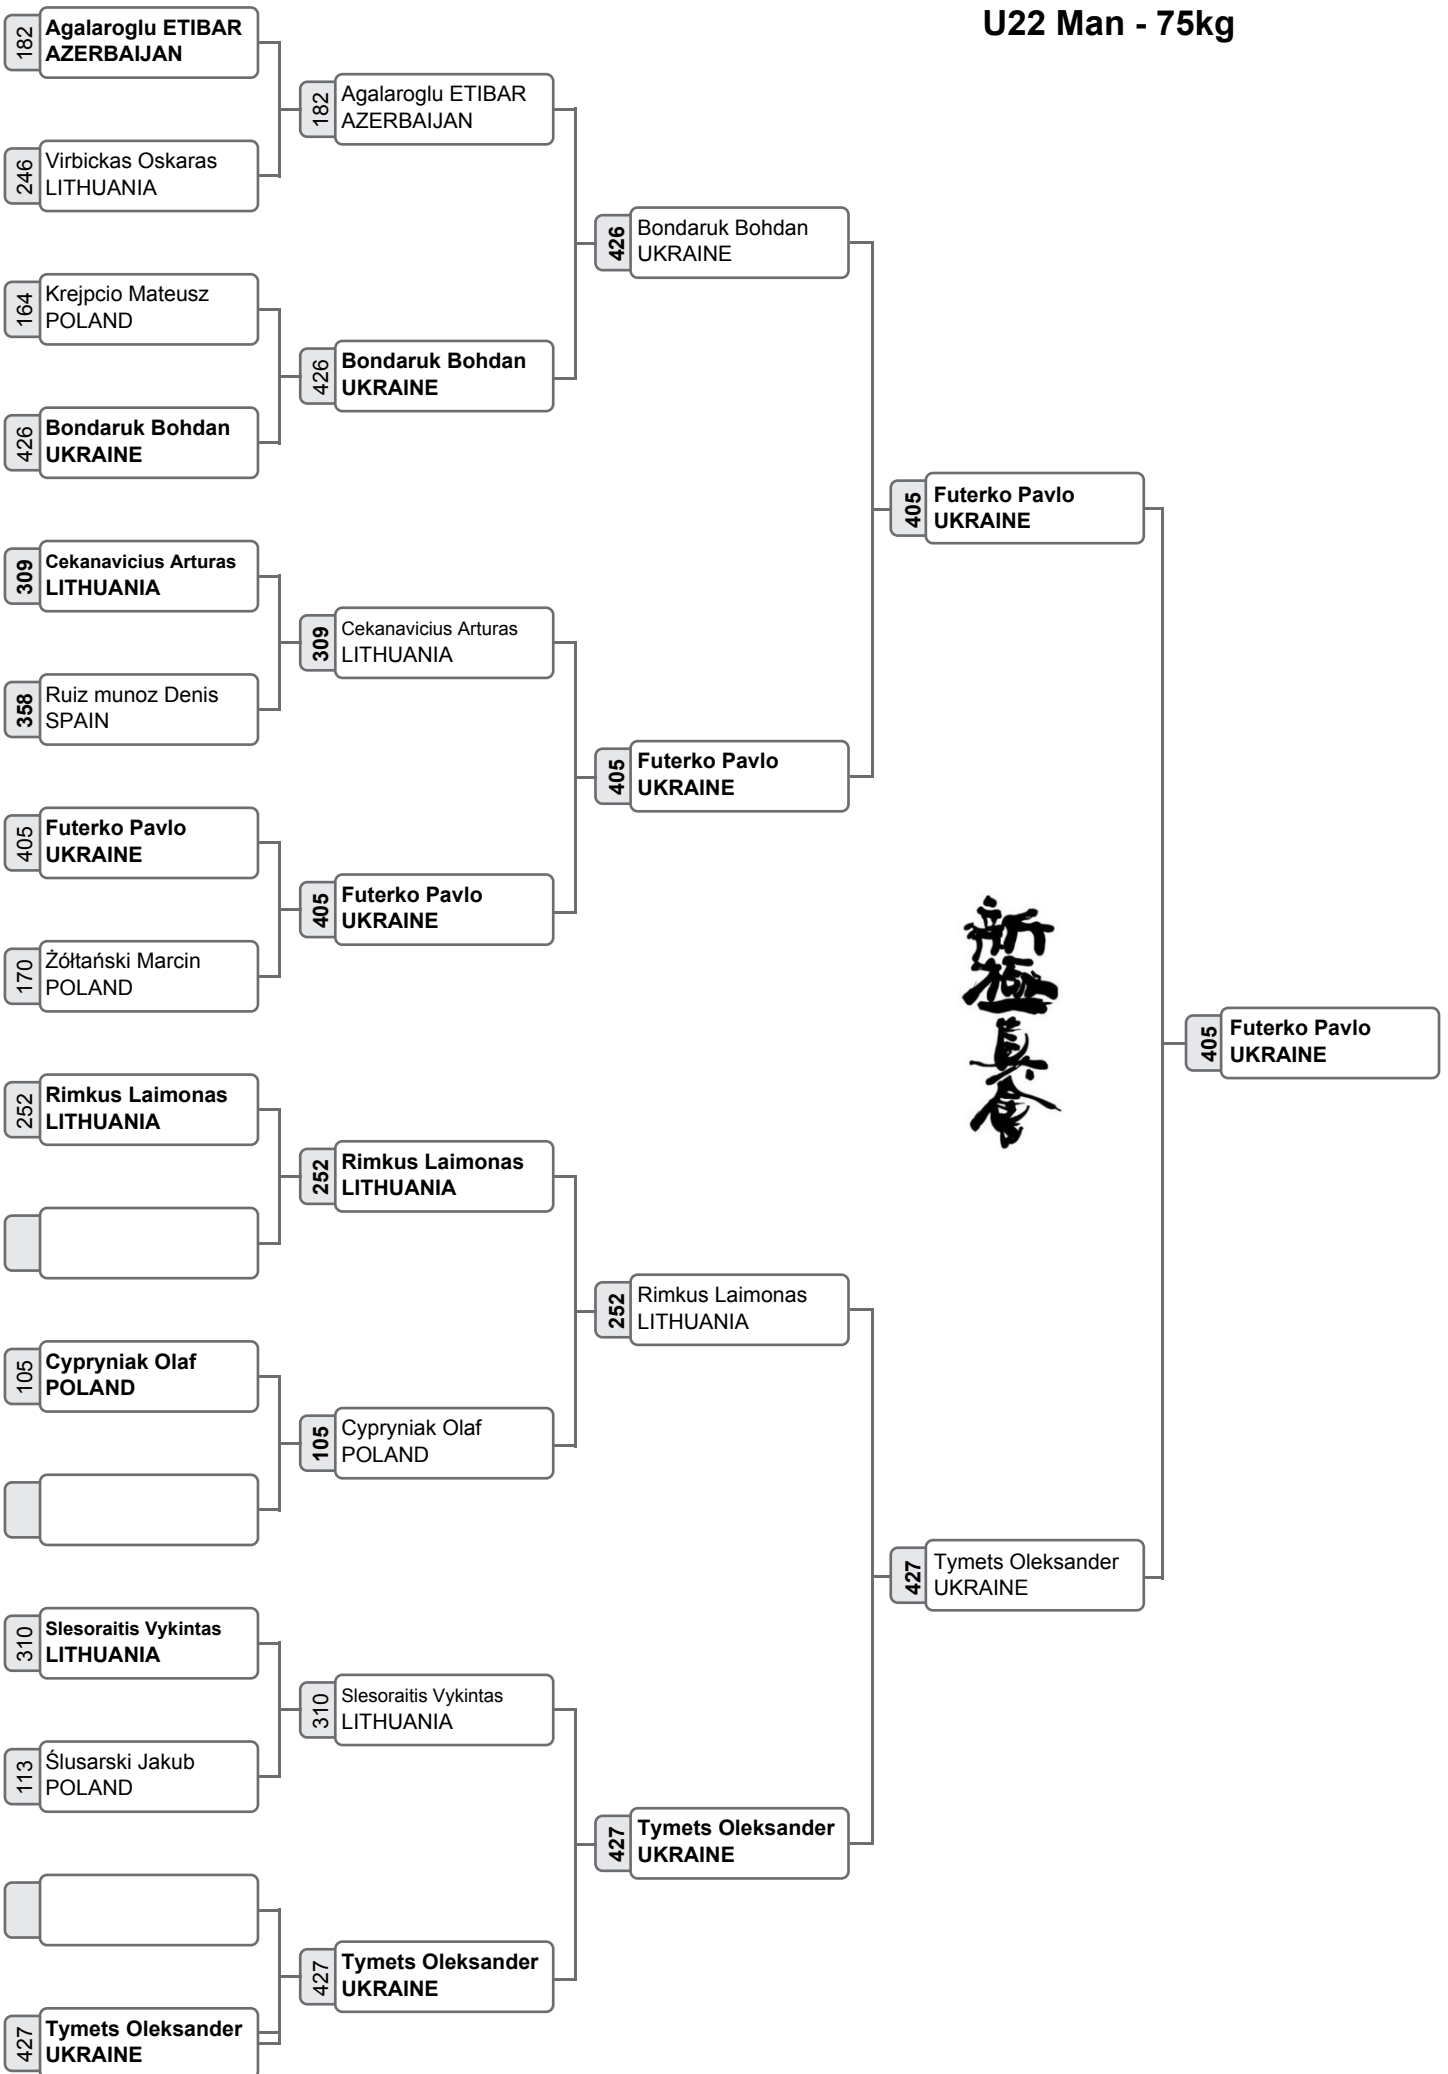 U22 Man - 75kg
182
Agalaroglu ETIBAR
AZERBAIJAN
246
Virbickas Oskaras
LITHUANIA
164
Krejpcio Mateusz
POLAND
426
Bondaruk Bohdan
UKRAINE
309
Cekanavicius Arturas
LITHUANIA
358
Ruiz munoz Denis
SPAIN
405
Futerko Pavlo
UKRAINE
170
Żółtański Marcin
POLAND
252
Rimkus Laimonas
LITHUANIA
105
Cypryniak Olaf
POLAND
310
Slesoraitis Vykintas
LITHUANIA
113
Ślusarski Jakub
POLAND
427
Tymets Oleksander
UKRAINE
182
Agalaroglu ETIBAR
AZERBAIJAN
426
Bondaruk Bohdan
UKRAINE
309
Cekanavicius Arturas
LITHUANIA
405
Futerko Pavlo
UKRAINE
252
Rimkus Laimonas
LITHUANIA
105
Cypryniak Olaf
POLAND
310
Slesoraitis Vykintas
LITHUANIA
427
Tymets Oleksander
UKRAINE
426
Bondaruk Bohdan
UKRAINE
405
Futerko Pavlo
UKRAINE
252
Rimkus Laimonas
LITHUANIA
427
Tymets Oleksander
UKRAINE
405
Futerko Pavlo
UKRAINE
427
Tymets Oleksander
UKRAINE
新極真会
405
Futerko Pavlo
UKRAINE